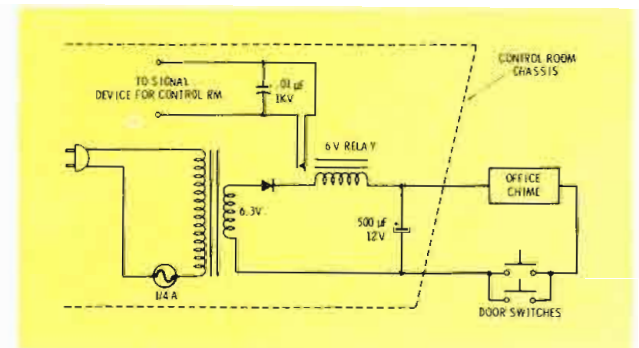 CONTROL ROOM
CHASSIS
TO SIGNAL
DEVICE FOR CONTROL RM.
.01 µF
1KV
6 V RELAY
OFFICE
CHIME
6.3V
500 µF
12V
+
1/4 A
DOOR SWITCHES